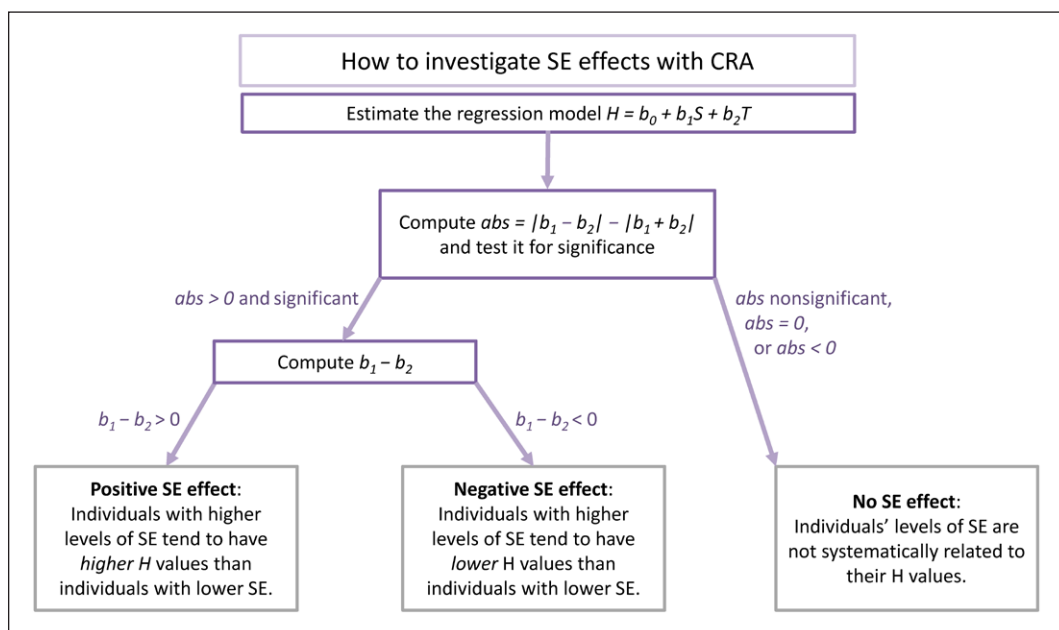 How to investigate SE effects with CRA
Estimate the regression model H = b₀ + b₁S + b₂T
Compute abs = |b₁ − b₂| − |b₁ + b₂|
and test it for significance
abs > 0 and significant
abs nonsignificant,
abs = 0,
or abs < 0
Compute b₁ − b₂
b₁ − b₂ > 0
b₁ − b₂ < 0
Positive SE effect:
Individuals with higher
levels of SE tend to have
higher H values than
individuals with lower SE.
Negative SE effect:
Individuals with higher
levels of SE tend to have
lower H values than
individuals with lower SE.
No SE effect:
Individuals’ levels of SE are
not systematically related to
their H values.